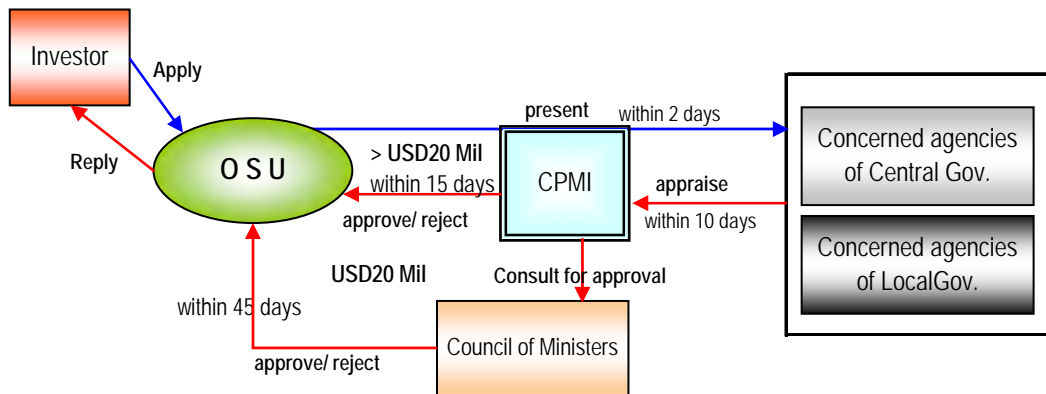 Investor
Apply
Reply
O S U
present
within 2 days
> USD20 Mil
within 15 days
approve/ reject
CPMI
appraise
within 10 days
Concerned agencies
of Central Gov.
Concerned agencies
of LocalGov.
USD20 Mil
Consult for approval
within 45 days
approve/ reject
Council of Ministers